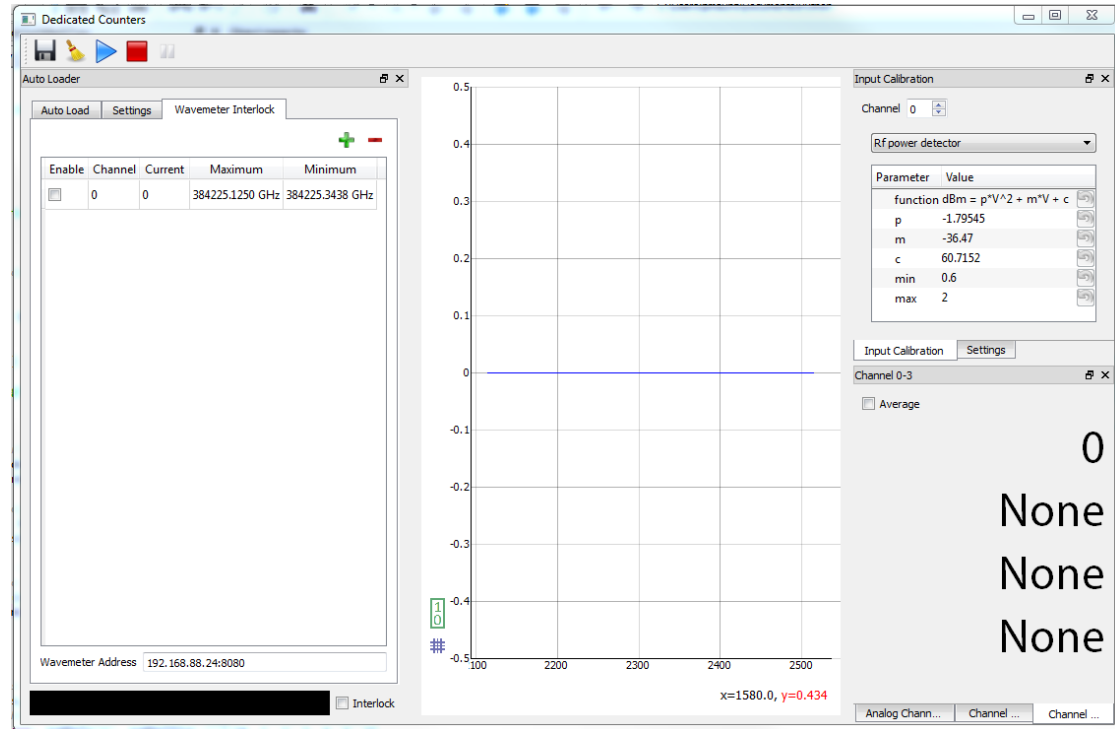 Dedicated Counters
Auto Loader
Auto Load Settings Wavemeter Interlock
Enable Channel Current Maximum Minimum
0 0 384225.1250 GHz 384225.3438 GHz
Wavemeter Address 192.168.88.24:8080
Interlock
0.5
0.4
0.3
0.2
0.1
0
-0.1
-0.2
-0.3
-0.4
-0.5
1
0
100 2200 2300 2400 2500
x=1580.0, y=0.434
Input Calibration
Channel 0
Rf power detector
Parameter Value
function dBm = p*V^2 + m*V + c
p -1.79545
m -36.47
c 60.7152
min 0.6
max 2
Input Calibration Settings
Channel 0-3
Average
0
None
None
None
Analog Chann... Channel ... Channel ...